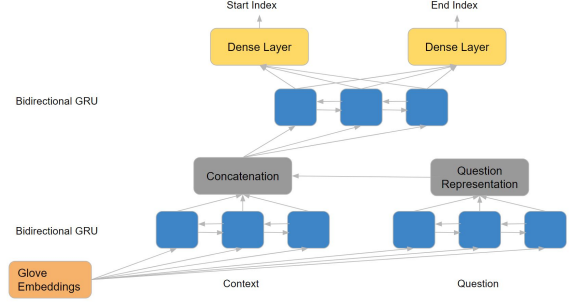 Start Index
End Index
Dense Layer
Dense Layer
Bidirectional GRU
Concatenation
Question
Representation
Bidirectional GRU
Glove
Embeddings
Context
Question